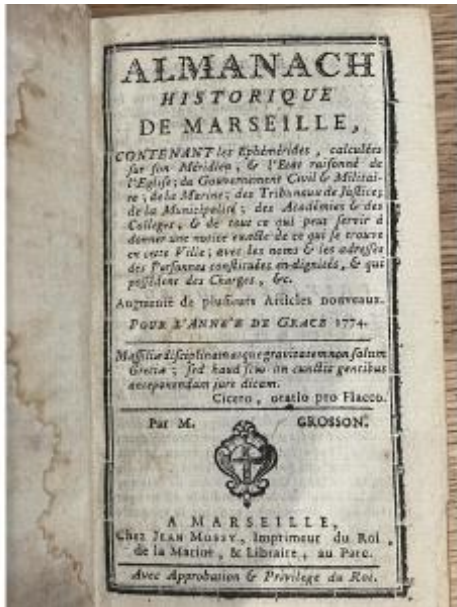 ALMANACH
HISTORIQUE
DE MARSEILLE,
CONTENANT les Ephémérides, calculées
sur son Méridien, & l'Etat raisonné de
l'Eglise; du Gouvernement Civil & Militai-
re; de la Marine; des Tribunaux de Justice;
de la Municipalité; des Académies & des
Colleges, & de tout ce qui peut servir à
donner une notice exacte de ce qui se trouve
en cette Ville; avec les noms & les adresses
des Personnes constituées en dignités, & qui
possèdent des Charges, &c.
Augmenté de plusieurs Articles nouveaux.
POUR L'ANNE'E DE GRACE 1774.
Massiliæ disciplinam atque gravitatem non solum
Græciæ; sed haud scio an cunctis gentibus
anteponendam jure dicam.
Cicero, oratio pro Flacco.
Par M. GROSSON.
A MARSEILLE,
Chez JEAN MOSSY, Imprimeur du Roi,
de la Marine, & Libraire, au Parc.
Avec Approbation & Privilege du Roi.